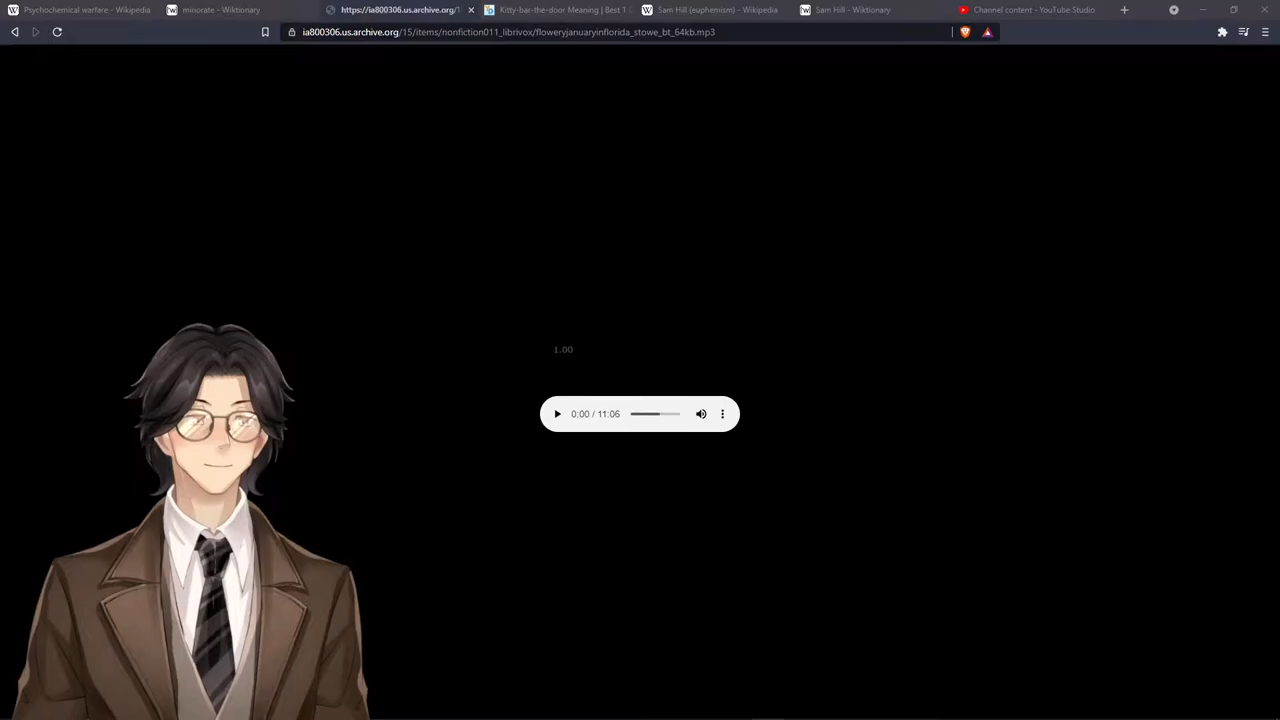 Psychochemical warfare - Wikipedia
minorate - Wiktionary
https://ia800306.us.archive.org/1
Kitty-bar-the-door Meaning | Best 1
Sam Hill (euphemism) - Wikipedia
Sam Hill - Wiktionary
Channel content - YouTube Studio
ia800306.us.archive.org/15/items/nonfiction011_librivox/floweryjanuaryinflorida_stowe_bt_64kb.mp3
1.00
0:00 / 11:06